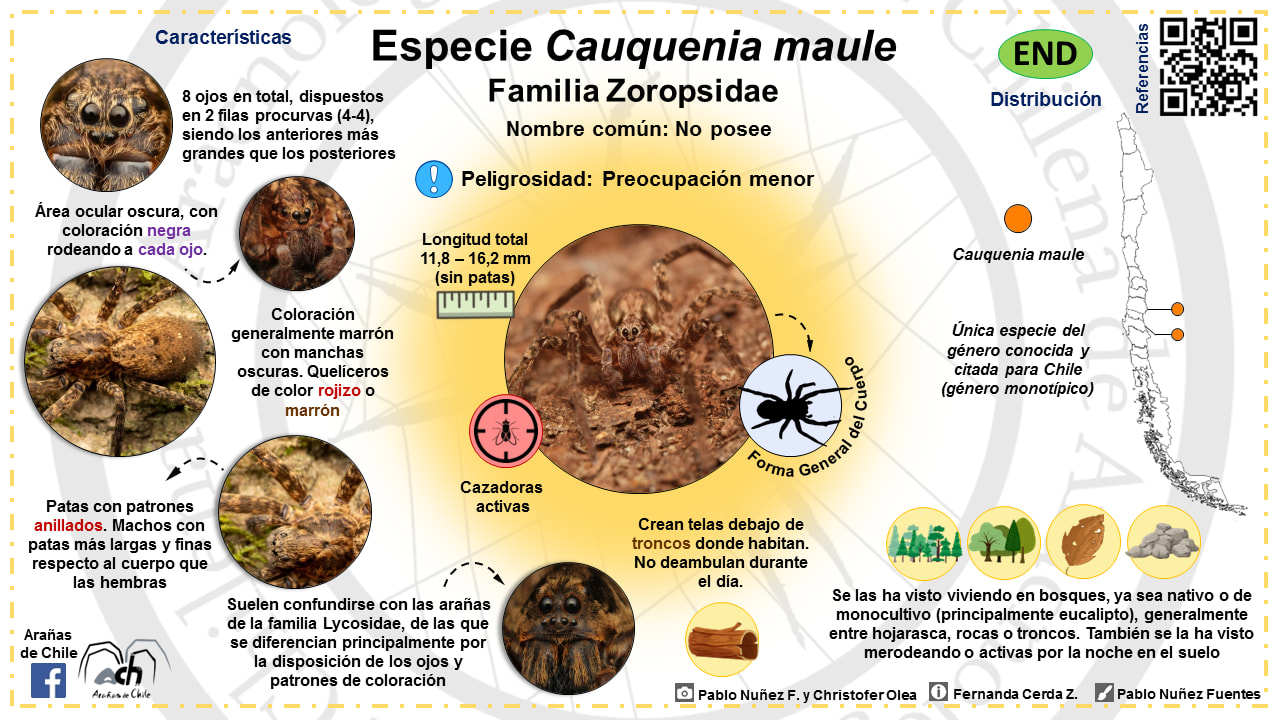 Características
Especie Cauquenia maule
Familia Zoropsidae
Nombre común: No posee
Peligrosidad: Preocupación menor
END
Distribución
Referencias
8 ojos en total, dispuestos
en 2 filas procurvas (4-4),
siendo los anteriores más
grandes que los posteriores
Área ocular oscura, con
coloración negra
rodeando a cada ojo.
Coloración
generalmente marrón
con manchas
oscuras. Quelíceros
de color rojizo o
marrón
Patas con patrones
anillados. Machos con
patas más largas y finas
respecto al cuerpo que
las hembras
Suelen confundirse con las arañas
de la familia Lycosidae, de las que
se diferencian principalmente por
la disposición de los ojos y
patrones de coloración
Longitud total
11,8 – 16,2 mm
(sin patas)
Forma General del Cuerpo
Cazadoras
activas
Crean telas debajo de
troncos donde habitan.
No deambulan durante
el día.
Cauquenia maule
Única especie del
género conocida y
citada para Chile
(género monotípico)
Se las ha visto viviendo en bosques, ya sea nativo o de
monocultivo (principalmente eucalipto), generalmente
entre hojarasca, rocas o troncos. También se la ha visto
merodeando o activas por la noche en el suelo
Arañas
de Chile
ach
Arañas de Chile
Pablo Nuñez F. y Christofer Olea
Fernanda Cerda Z.
Pablo Nuñez Fuentes